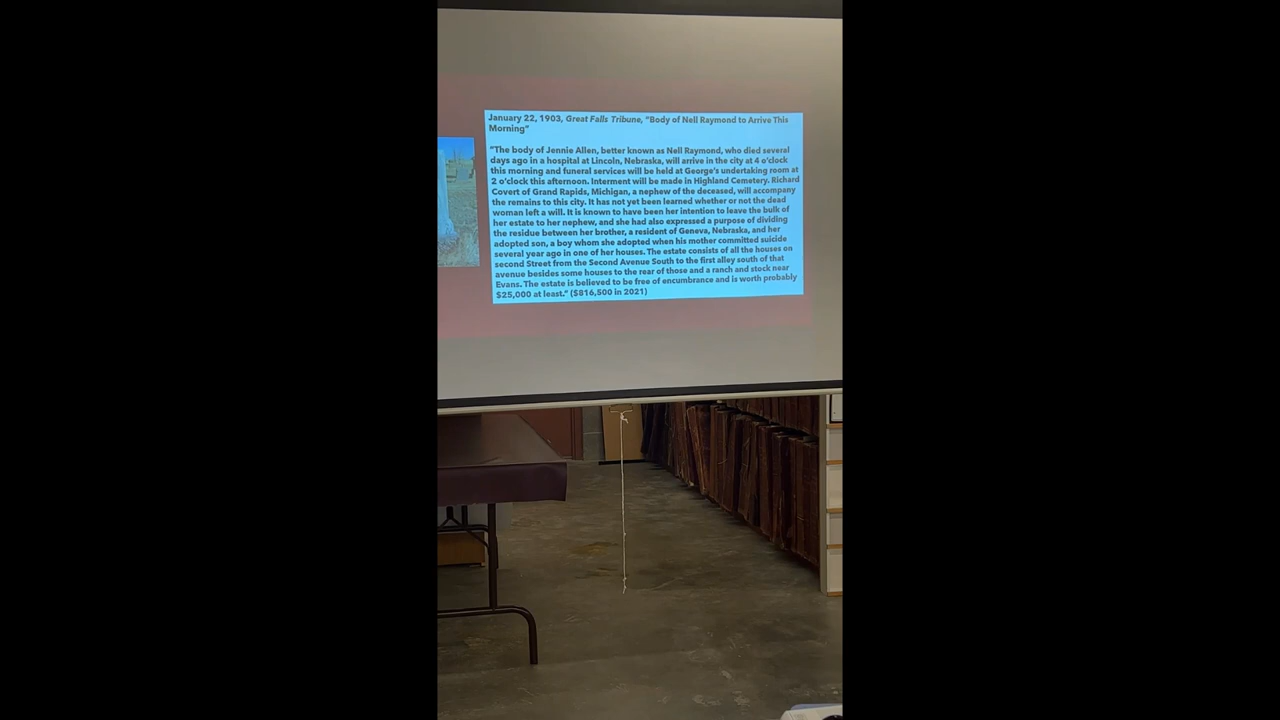 January 22, 1903, Great Falls Tribune, "Body of Nell Raymond to Arrive This
Morning"
"The body of Jennie Allen, better known as Nell Raymond, who died several
days ago in a hospital at Lincoln, Nebraska, will arrive in the city at 4 o'clock
this morning and funeral services will be held at George's undertaking room at
2 o'clock this afternoon. Interment will be made in Highland Cemetery. Richard
Covert of Grand Rapids, Michigan, a nephew of the deceased, will accompany
the remains to this city. It has not yet been learned whether or not the dead
woman left a will. It is known to have been her intention to leave the bulk of
her estate to her nephew, and she had also expressed a purpose of dividing
the residue between her brother, a resident of Geneva, Nebraska, and her
adopted son, a boy whom she adopted when his mother committed suicide
several year ago in one of her houses. The estate consists of all the houses on
second Street from the Second Avenue South to the first alley south of that
avenue besides some houses to the rear of those and a ranch and stock near
Evans. The estate is believed to be free of encumbrance and is worth probably
$25,000 at least." ($816,500 in 2021)